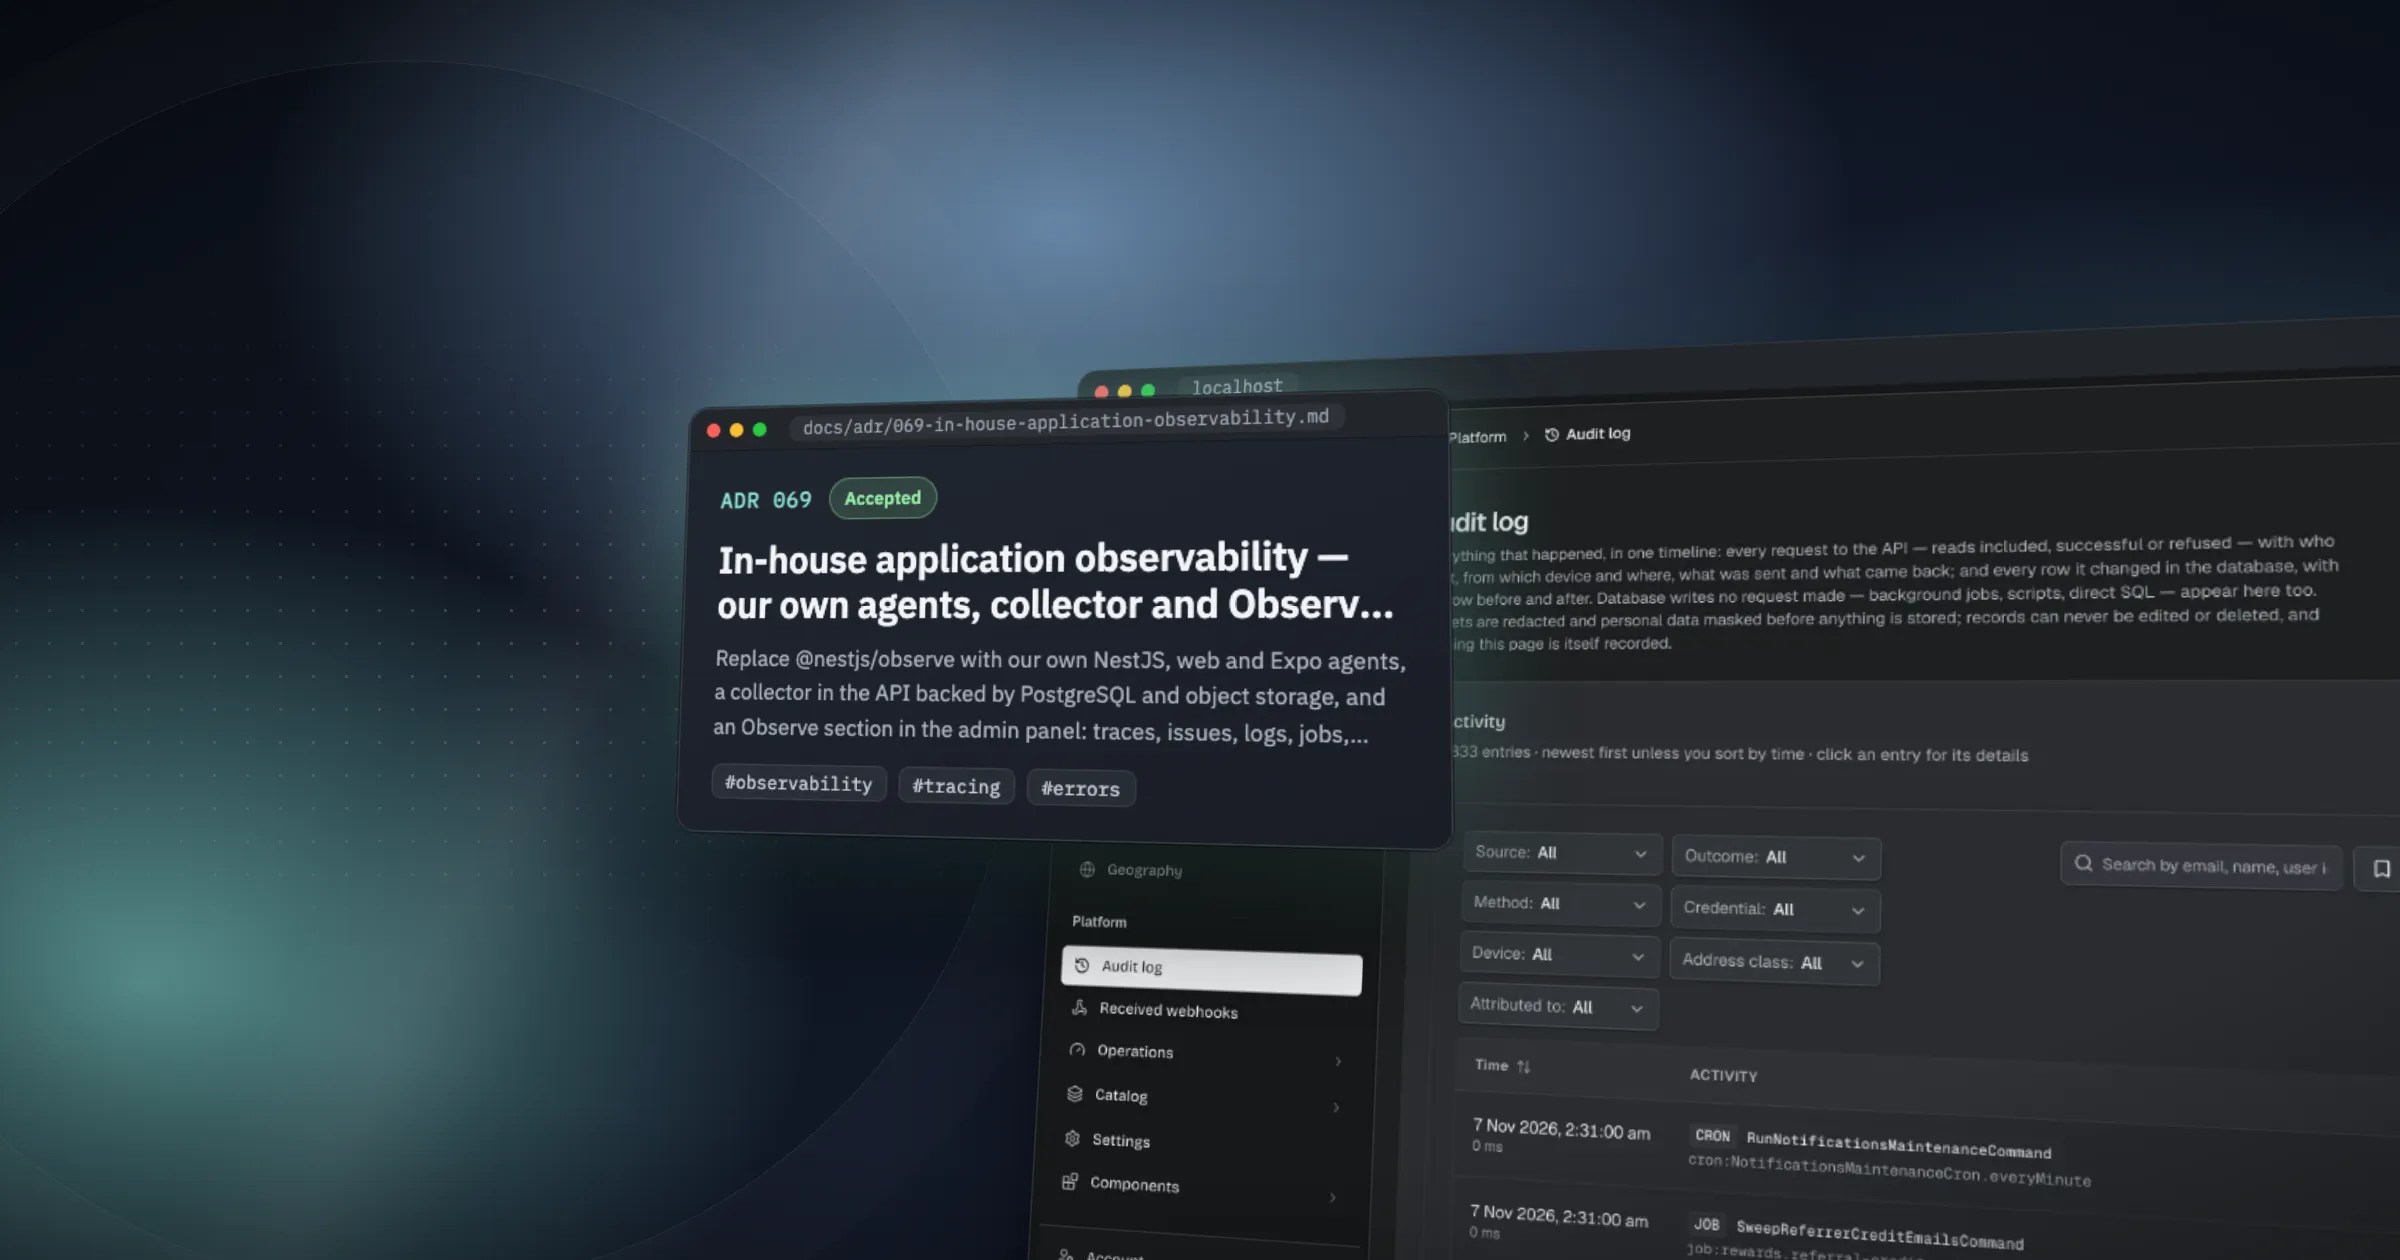 localhost
docs/adr/069-in-house-application-observability.md
ADR 069 Accepted
In-house application observability —
our own agents, collector and Observ...
Replace @nestjs/observe with our own NestJS, web and Expo agents,
a collector in the API backed by PostgreSQL and object storage, and
an Observe section in the admin panel: traces, issues, logs, jobs,...
#observability #tracing #errors
Platform > Audit log
log
that happened, in one timeline: every request to the API — reads included, successful or refused — with who
from which device and where, what was sent and what came back; and every row it changed in the database, with
before and after. Database writes no request made — background jobs, scripts, direct SQL — appear here too.
are redacted and personal data masked before anything is stored; records can never be edited or deleted, and
this page is itself recorded.
entries · newest first unless you sort by time · click an entry for its details
Source: All
Outcome: All
Search by email, name, user
Method: All
Credential: All
Device: All
Address class: All
Attributed to: All
Time
ACTIVITY
7 Nov 2026, 2:31:00 am
0 ms
CRON RunNotificationsMaintenanceCommand
cron:NotificationsMaintenanceCron.everyMinute
7 Nov 2026, 2:31:00 am
0 ms
JOB SweepReferrerCreditEmailsCommand
Geography
Platform
Audit log
Received webhooks
Operations
Catalog
Settings
Components